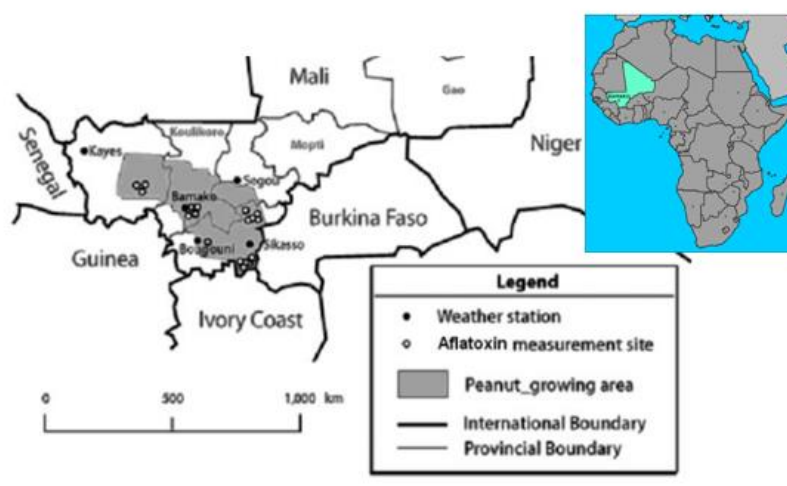 Mali
Gao
Koulikoro
Mopti
Senegal
Kayes
Niger
Segou
Bamako
Burkina Faso
Bougouni
Sikasso
Guinea
Ivory Coast
Legend
Weather station
Aflatoxin measurement site
Peanut_growing area
International Boundary
Provincial Boundary
0 500 1,000 km